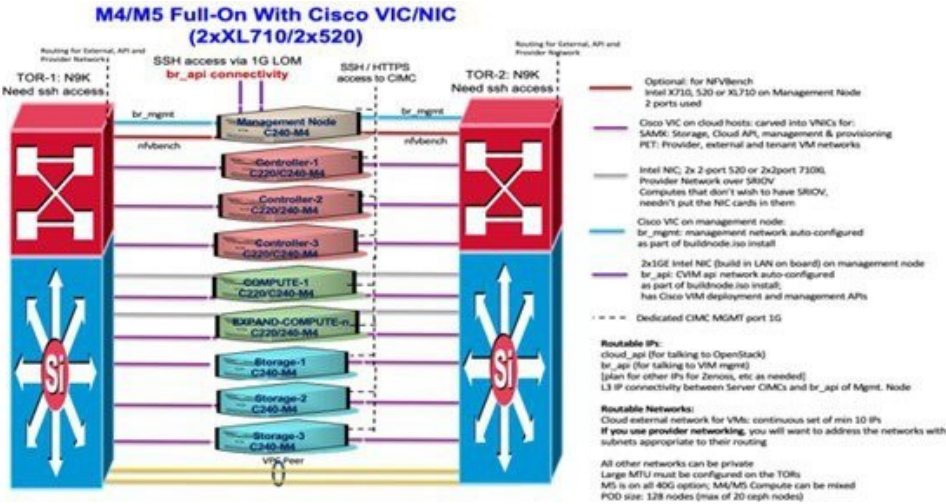 M4/M5 Full-On With Cisco VIC/NIC
(2xXL710/2x520)
Routing for External, API and
Provider Network
TOR-1: N9K
Need ssh access
SSH access via 1G LOM
br_api connectivity
SSH / HTTPS
access to CIMC
Routing for External, API and
Provider Network
TOR-2: N9K
Need ssh access
br_mgmt
Management Node
C240-M4
br_mgmt
nfvbench
nfvbench
Controller-1
C220/C240-M4
Controller-2
C220/240-M4
Controller-3
C220/C240-M4
COMPUTE-1
C220/C240-M4
EXPAND-COMPUTE-n
C220/240-M4
Storage-1
C240-M4
Storage-2
C240-M4
Storage-3
C240-M4
VPC Peer
Si
Si
Optional: for NFVBench
Intel X710, 520 or XL710 on Management Node
2 ports used
Cisco VIC on cloud hosts: carved into VNICs for:
SAMX: Storage, Cloud API, management & provisioning
PET: Provider, external and tenant VM networks
Intel NIC; 2x 2-port 520 or 2x2port 710XL
Provider Network over SRIOV
Computes that don't wish to have SRIOV,
needn't put the NIC cards in them
Cisco VIC on management node:
br_mgmt: management network auto-configured
as part of buildnode.iso install
2x1GE Intel NIC (build in LAN on board) on management node
br_api: CVIM api network auto-configured
as part of buildnode.iso install;
has Cisco VIM deployment and management APIs
Dedicated CIMC MGMT port 1G
Routable IPs:
cloud_api (for talking to OpenStack)
br_api (for talking to VIM mgmt)
[plan for other IPs for Zenoss, etc as needed]
L3 IP connectivity between Server CIMCs and br_api of Mgmt. Node
Routable Networks:
Cloud external network for VMs: continuous set of min 10 IPs
If you use provider networking, you will want to address the networks with
subnets appropriate to their routing
All other networks can be private
Large MTU must be configured on the TORs
M5 is on all 40G option; M4/M5 Compute can be mixed
POD size: 128 nodes (max of 20 ceph nodes)